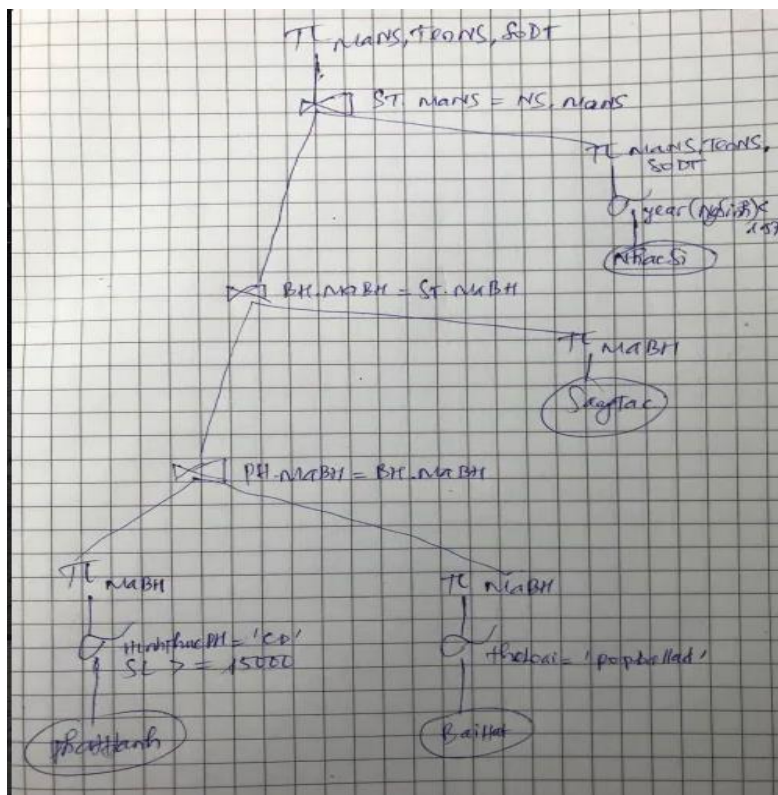 π MaNS, TenNS, SoDT
ST.MaNS = NS.MaNS
π MaNS, TenNS,
SoDT
σ year(NgSinh) <
NhacSi
BH.MaBH = ST.MaBH
π MaBH
SangTac
PH.MaBH = BH.MaBH
π MaBH
π MaBH
σ HinhThucPH = 'CD'
SL >= 15000
σ theloai = 'popballad'
PhatHanh
BaiHat